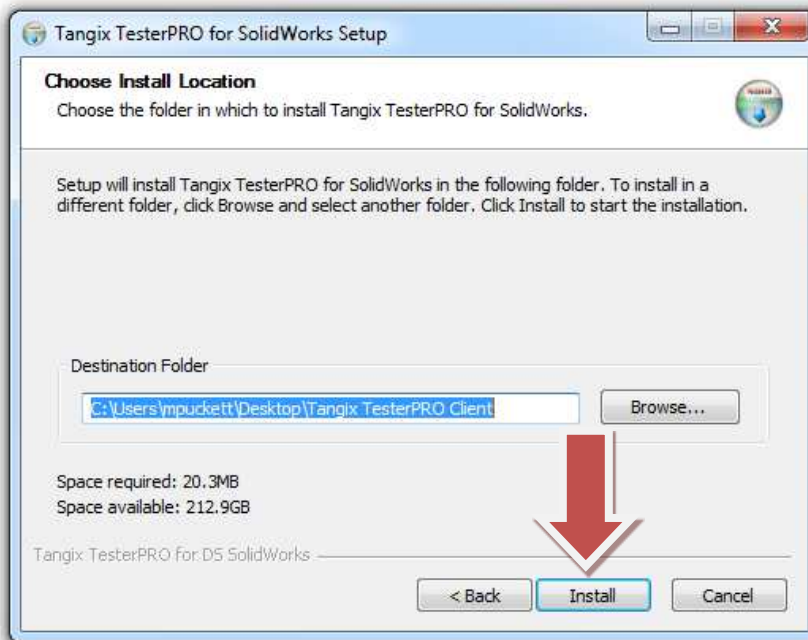 Tangix TesterPRO for SolidWorks Setup
Choose Install Location
Choose the folder in which to install Tangix TesterPRO for SolidWorks.
Setup will install Tangix TesterPRO for SolidWorks in the following folder. To install in a
different folder, click Browse and select another folder. Click Install to start the installation.
Destination Folder
C:\Users\mpuckett\Desktop\Tangix TesterPRO Client
Browse...
Space required: 20.3MB
Space available: 212.9GB
Tangix TesterPRO for DS SolidWorks
< Back Install Cancel